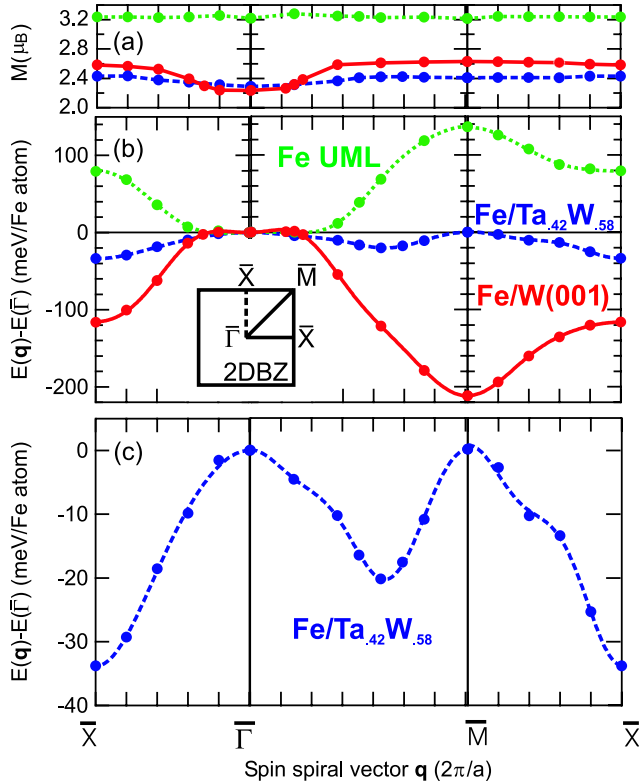 (a)
M(μB)
3.2
2.8
2.4
2.0
(b)
Fe UML
Fe/Ta.42W.58
Fe/W(001)
E(q)-E(Γ̅) (meV/Fe atom)
100
0
-100
-200
X̅
M̅
Γ̅
X̅
2DBZ
(c)
Fe/Ta.42W.58
E(q)-E(Γ̅) (meV/Fe atom)
0
-10
-20
-30
-40
X̅
Γ̅
M̅
X̅
Spin spiral vector q (2π/a)